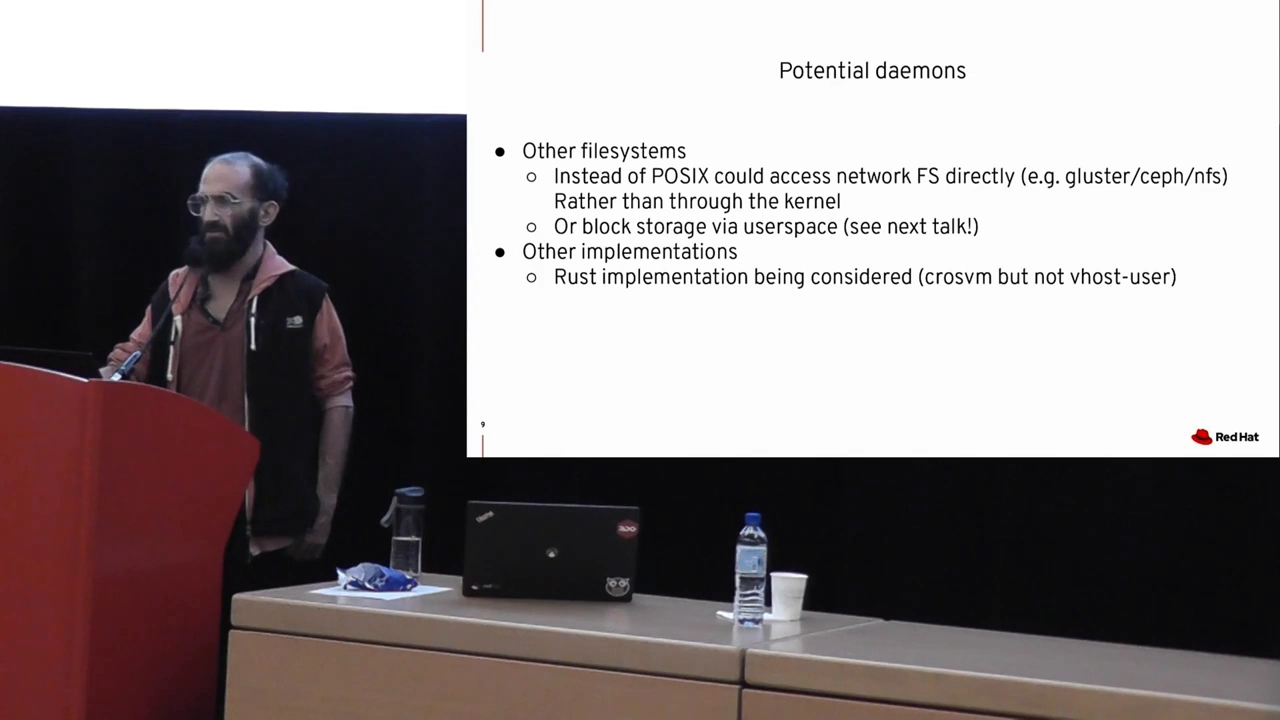 Potential daemons
● Other filesystems
○ Instead of POSIX could access network FS directly (e.g. gluster/ceph/nfs)
Rather than through the kernel
○ Or block storage via userspace (see next talk!)
● Other implementations
○ Rust implementation being considered (crosvm but not vhost-user)
9
Red Hat
ThinkPad